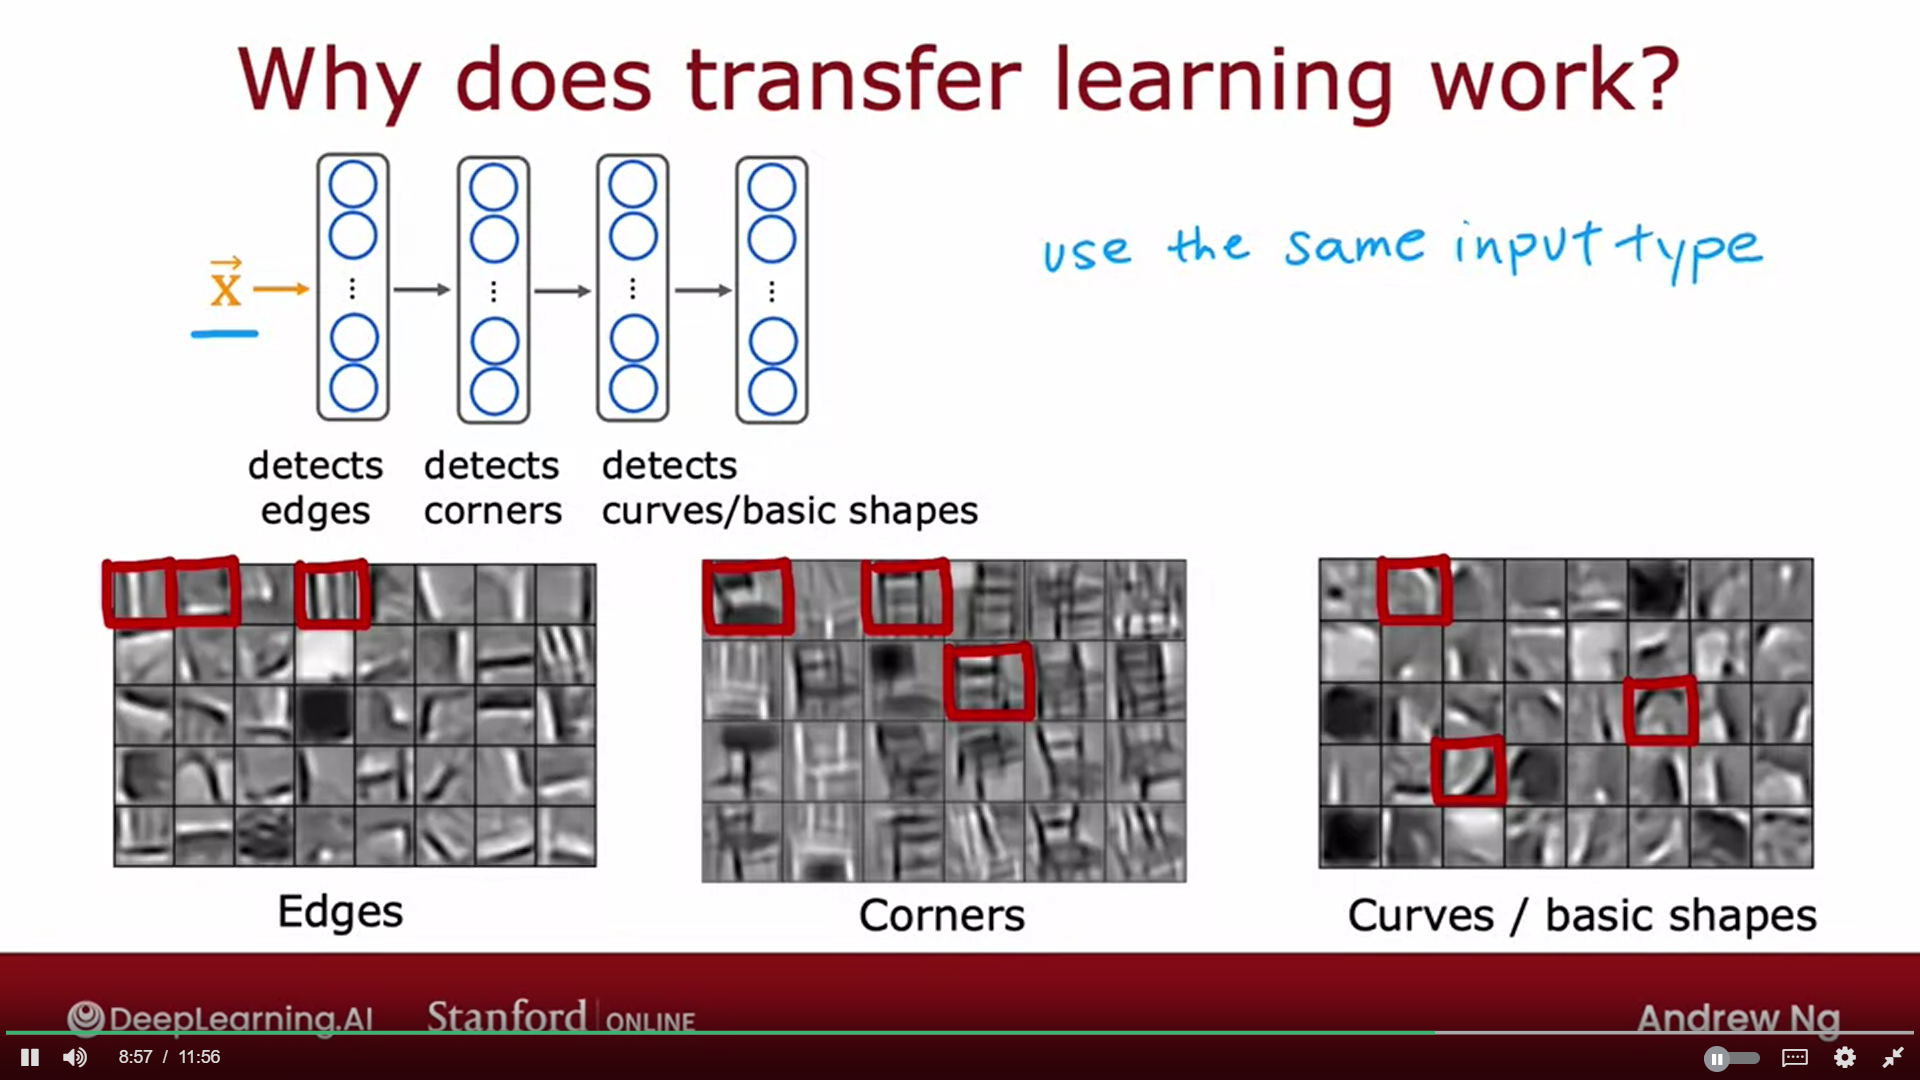 Why does transfer learning work?
use the same input type
x
detects edges
detects corners
detects curves/basic shapes
Edges
Corners
Curves / basic shapes
DeepLearning.AI
Stanford | ONLINE
Andrew Ng
8:57 / 11:56